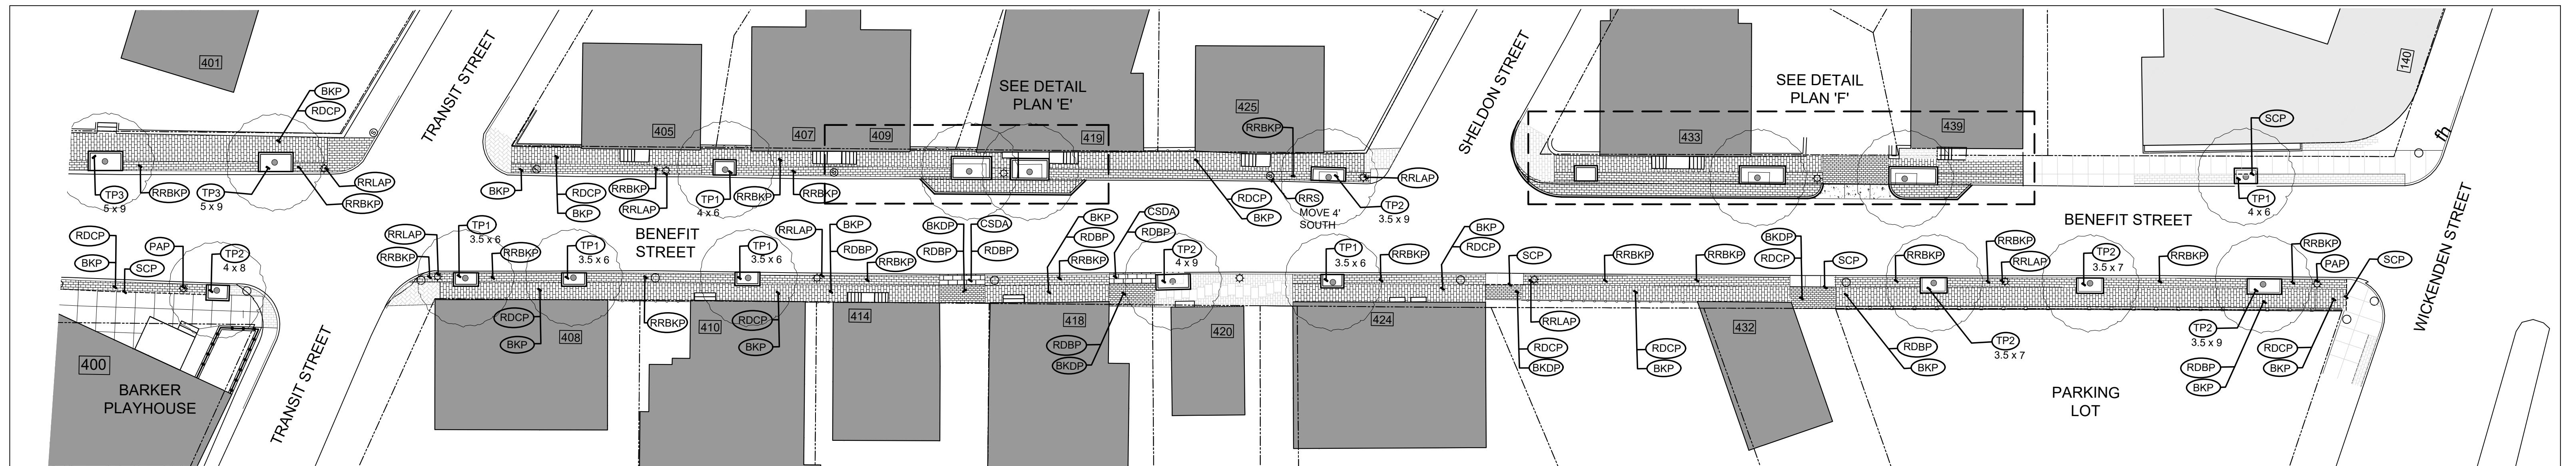 401
BKP
RDCP
TRANSIT STREET
TP3
5 x 9
RRBKP
TP3
5 x 9
RRLAP
RRBKP
405
407
409
SEE DETAIL
PLAN 'E'
419
425
RRBKP
BKP
RDCP
BKP
RRBKP
RRLAP
TP1
4 x 6
RRBKP
RRBKP
RDCP
BKP
RRS
MOVE 4'
SOUTH
TP2
3.5 x 9
RRLAP
SHELDON STREET
433
SEE DETAIL
PLAN 'F'
439
140
SCP
fh
TP1
4 x 6
BENEFIT STREET
WICKENDEN STREET
RDCP
BKP
PAP
SCP
TP2
4 x 8
400
BARKER
PLAYHOUSE
TRANSIT STREET
RRLAP
RRBKP
TP1
3.5 x 6
RRBKP
TP1
3.5 x 6
BENEFIT
STREET
TP1
3.5 x 6
RRLAP
BKP
RDBP
RRBKP
BKDP
RDBP
CSDA
RDBP
BKP
RDBP
RRBKP
CSDA
RDBP
TP2
4 x 9
TP1
3.5 x 6
RRBKP
BKP
RDCP
SCP
RRBKP
RRBKP
BKDP
RDCP
SCP
RRBKP
RRBKP
RRLAP
TP2
3.5 x 7
RRBKP
RRBKP
PAP
SCP
RDCP
BKP
408
RRBKP
410
RDCP
BKP
414
418
RDBP
BKDP
420
424
RRLAP
RDCP
BKDP
RDCP
BKP
432
RDBP
BKP
TP2
3.5 x 7
TP2
3.5 x 9
RDBP
BKP
RDCP
BKP
PARKING
LOT